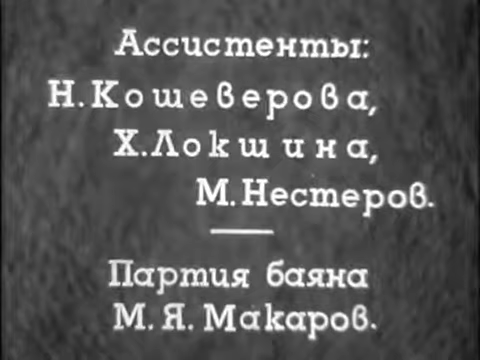 Ассистенты:
Н. Кошеверова,
Х. Локшина,
М. Нестеров.
Партия баяна
М. Я. Макаров.